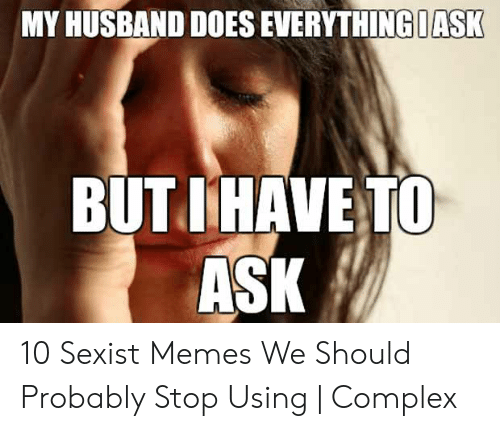 MY HUSBAND DOES EVERYTHING I ASK
BUT I HAVE TO
ASK
10 Sexist Memes We Should
Probably Stop Using | Complex